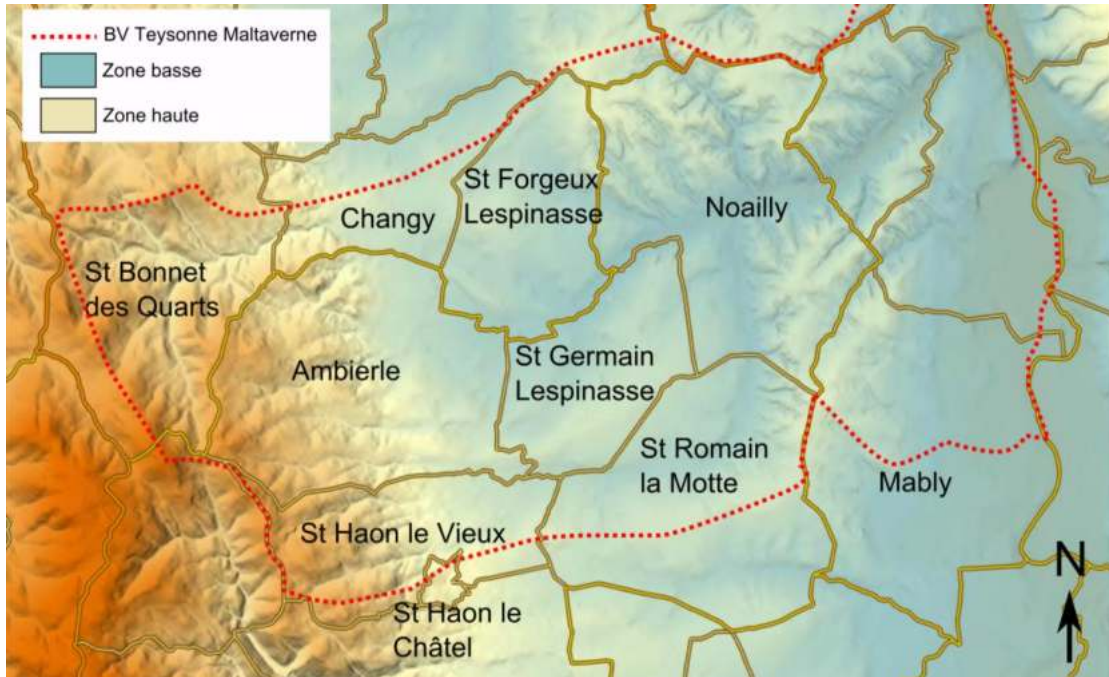 BV Teysonne Maltaverne
Zone basse
Zone haute
St Forgeux
Lespinasse
Changy
Noailly
St Bonnet
des Quarts
Ambierle
St Germain
Lespinasse
St Romain
la Motte
Mably
St Haon le Vieux
St Haon le
Châtel
N